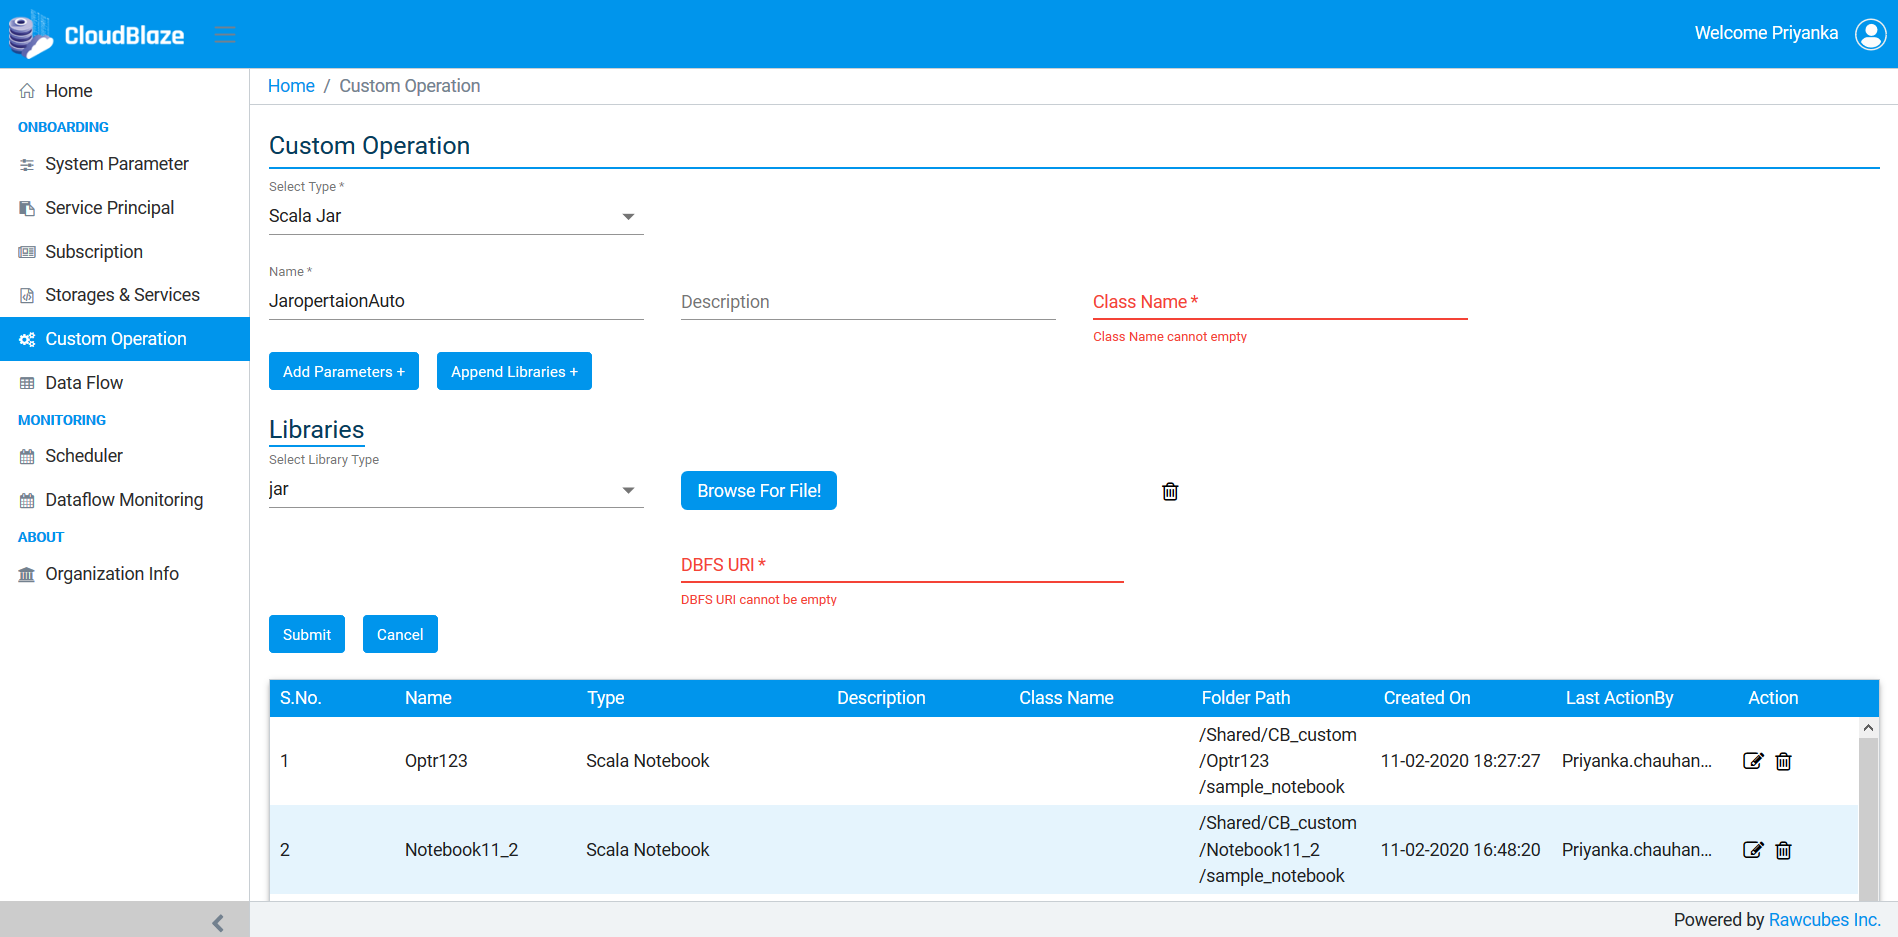 CloudBlaze
Welcome Priyanka
Home
ONBOARDING
System Parameter
Service Principal
Subscription
Storages & Services
Custom Operation
Data Flow
MONITORING
Scheduler
Dataflow Monitoring
ABOUT
Organization Info
Home / Custom Operation
Custom Operation
Select Type *
Scala Jar
Name *
JaropertaionAuto
Description
Class Name *
Class Name cannot empty
Add Parameters +
Append Libraries +
Libraries
Select Library Type
jar
Browse For File!
DBFS URI *
DBFS URI cannot be empty
Submit
Cancel
S.No. Name Type Description Class Name Folder Path Created On Last ActionBy Action
1 Optr123 Scala Notebook /Shared/CB_custom
/Optr123
/sample_notebook
11-02-2020 18:27:27 Priyanka.chauhan...
2 Notebook11_2 Scala Notebook /Shared/CB_custom
/Notebook11_2
/sample_notebook
11-02-2020 16:48:20 Priyanka.chauhan...
Powered by Rawcubes Inc.